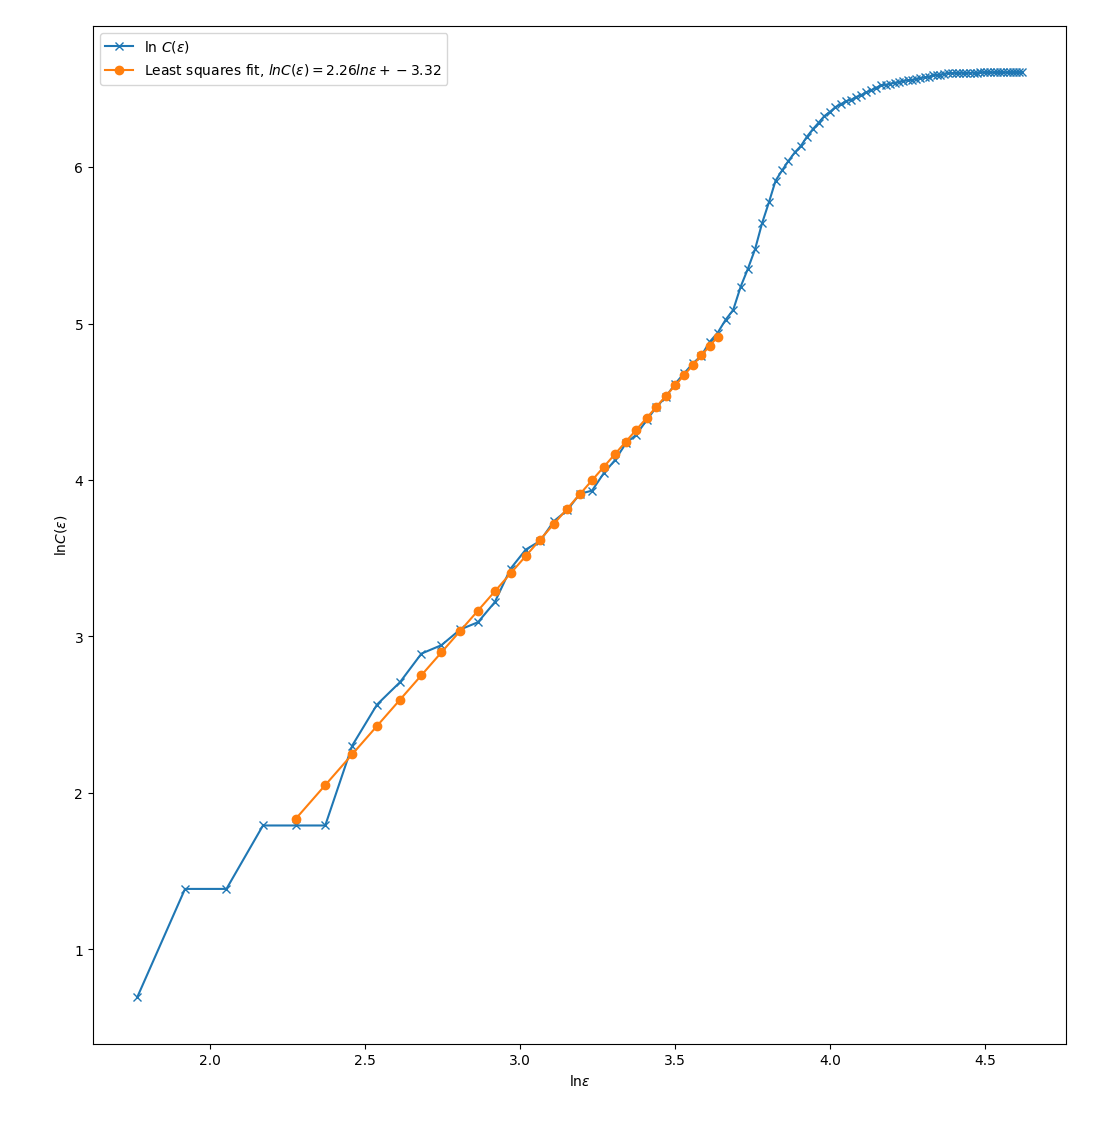 ln C(ε)
Least squares fit, lnC(ε) = 2.26lnε + − 3.32
6
5
4
3
2
1
lnC(ε)
2.0 2.5 3.0 3.5 4.0 4.5
lnε